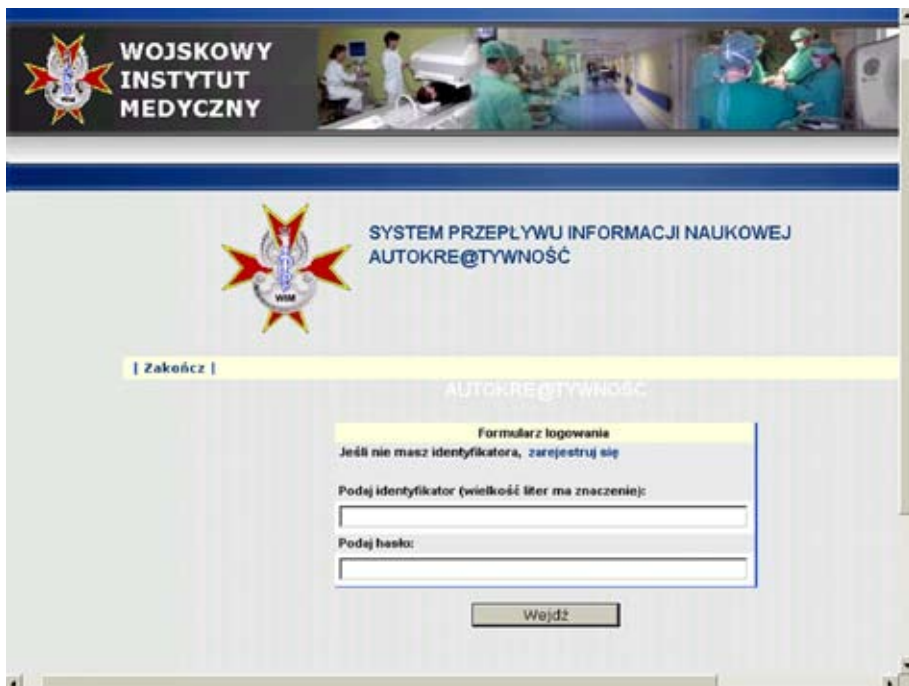 WOJSKOWY
INSTYTUT
MEDYCZNY
SYSTEM PRZEPŁYWU INFORMACJI NAUKOWEJ
AUTOKRE@TYWNOŚĆ
WIM
| Zakończ |
AUTOKRE@TYWNOŚĆ
Formularz logowania
Jeśli nie masz identyfikatora, zarejestruj się
Podaj identyfikator (wielkość liter ma znaczenie):
Podaj hasło:
Wejdź